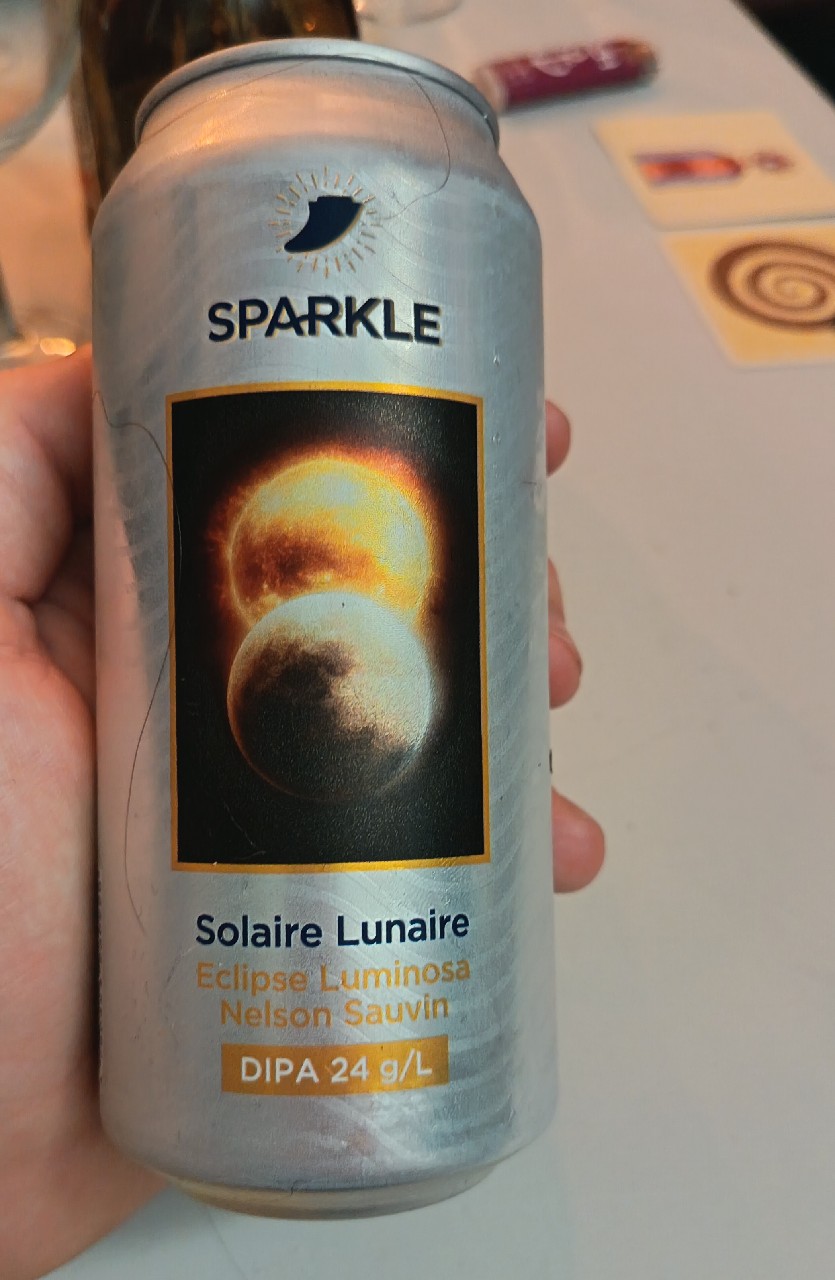 SPARKLE
Solaire Lunaire
Eclipse Luminosa
Nelson Sauvin
DIPA 24 g/L